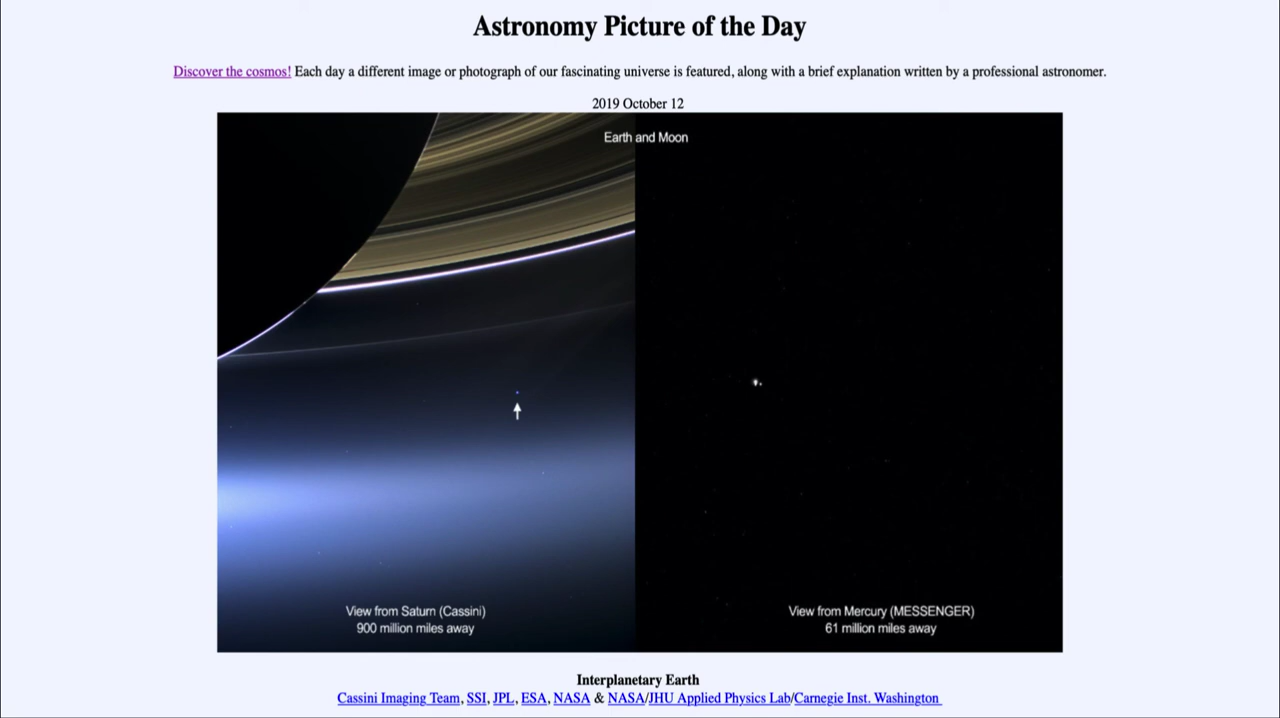 Astronomy Picture of the Day
Discover the cosmos! Each day a different image or photograph of our fascinating universe is featured, along with a brief explanation written by a professional astronomer.
2019 October 12
Earth and Moon
View from Saturn (Cassini)
900 million miles away
View from Mercury (MESSENGER)
61 million miles away
Interplanetary Earth
Cassini Imaging Team, SSI, JPL, ESA, NASA & NASA/JHU Applied Physics Lab/Carnegie Inst. Washington